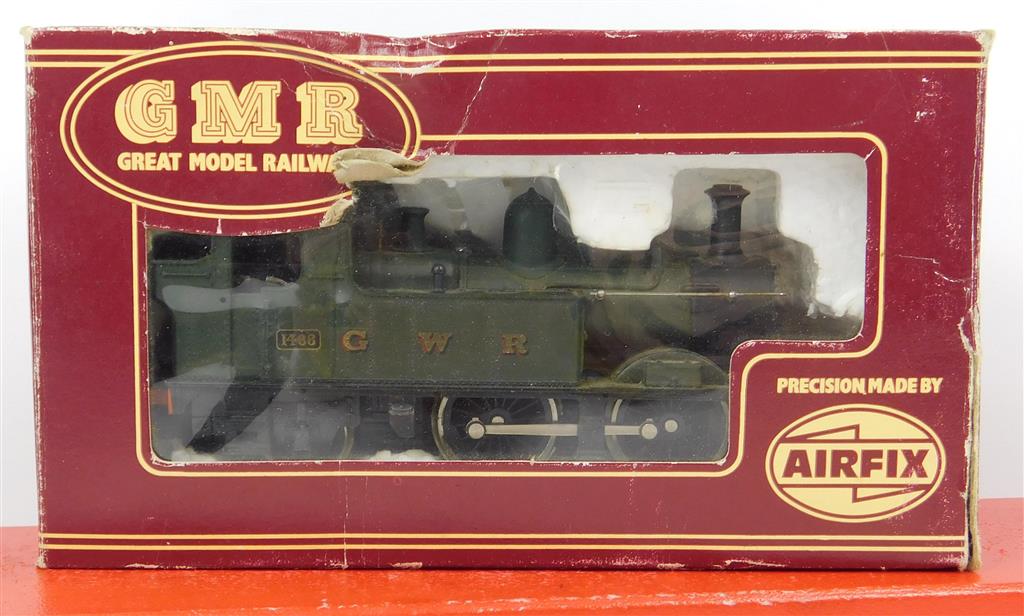 GMR
GREAT MODEL RAILWA
1466
G W R
PRECISION MADE BY
AIRFIX